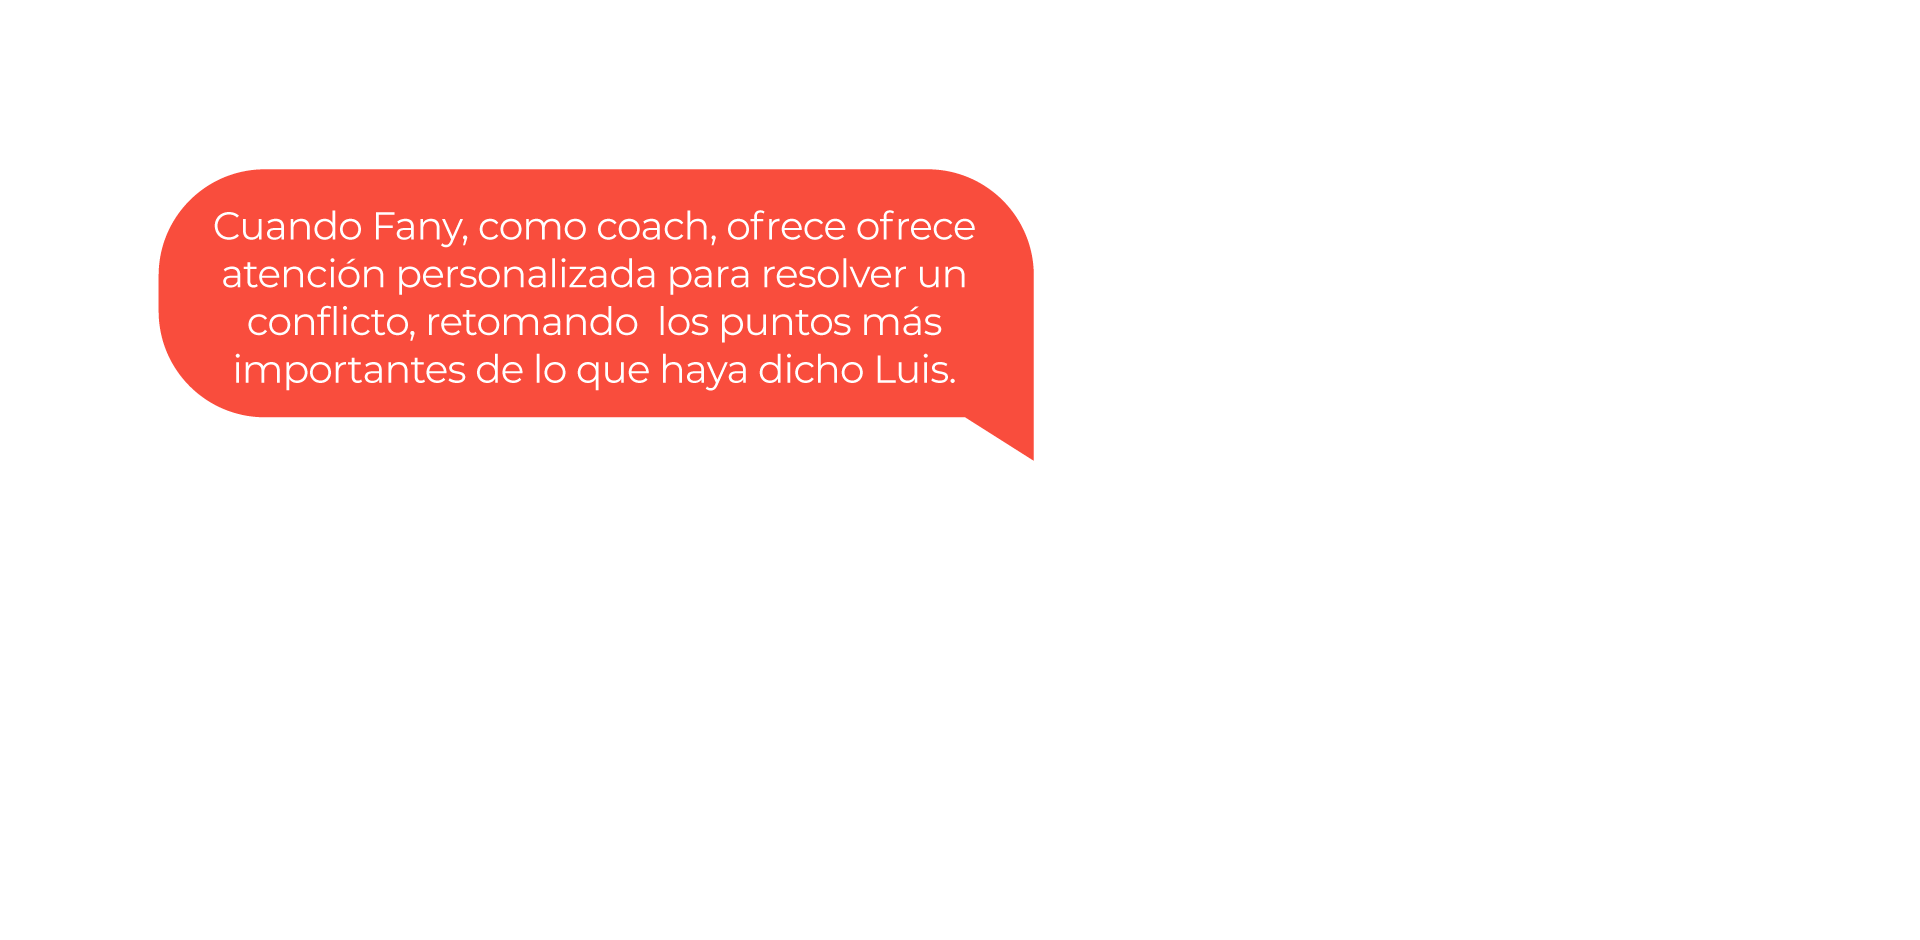 Cuando Fany, como coach, ofrece ofrece
atención personalizada para resolver un
conflicto, retomando  los puntos más
importantes de lo que haya dicho Luis.